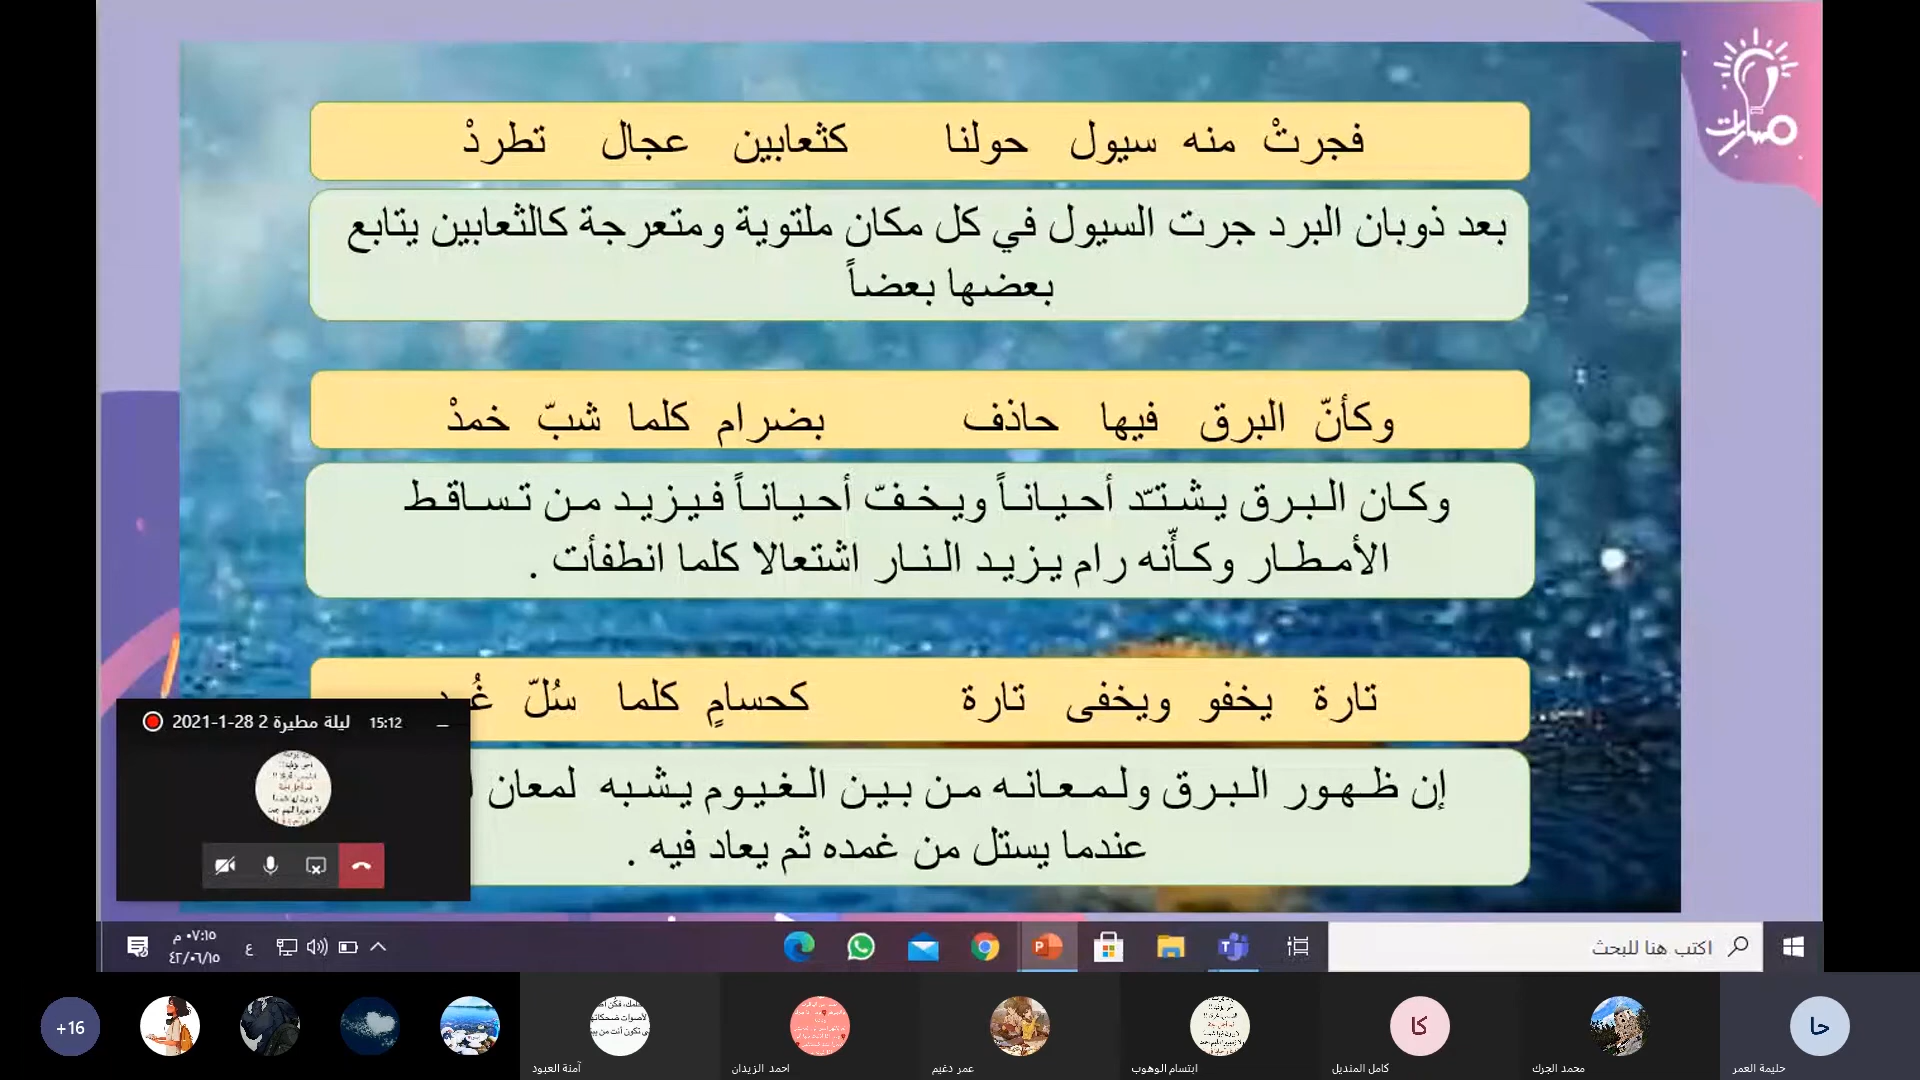 مسارات
فجرتْ منه سيول حولنا كثعابين عجال تطردْ
بعد ذوبان البرد جرت السيول في كل مكان ملتوية ومتعرجة كالثعابين يتابع
بعضها بعضاً
وكأنّ البرق فيها حاذف بضرام كلما شبّ خمدْ
وكان البرق يشتدّ أحياناً ويخفّ أحياناً فيزيد من تساقط
الأمطار وكأنّه رام يزيد النار اشتعالا كلما انطفأت .
تارة يخفو ويخفى تارة كحسامٍ كلما سُلّ
إن ظهور البرق ولمعانه من بين الغيوم يشبه لمعان
عندما يستل من غمده ثم يعاد فيه .
ليلة مطيرة 2 28-1-2021
15:12
اكتب هنا للبحث
ع
٠٧:١٥ م
٤٢/٠٦/١٥
حا
حليمة العمر
محمد الجرك
كا
كامل المنديل
ابتسام الوهوب
عمر دغيم
احمد الزيدان
آمنة العبود
+16